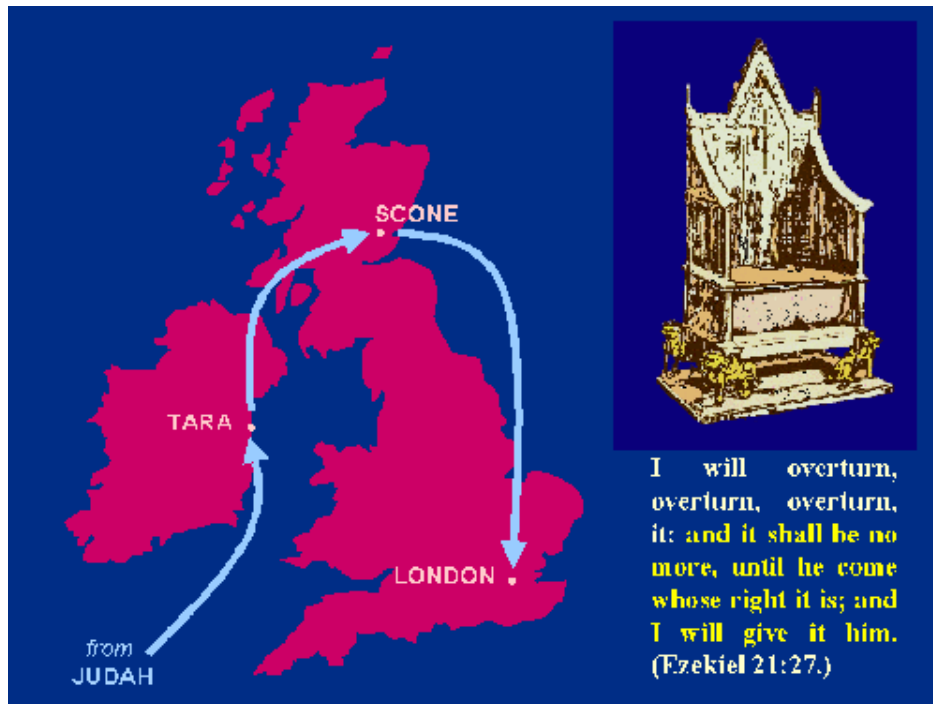 SCONE
TARA
LONDON
from
JUDAH
I will overturn,
overturn, overturn,
it: and it shall be no
more, until he come
whose right it is; and
I will give it him.
(Ezekiel 21:27.)